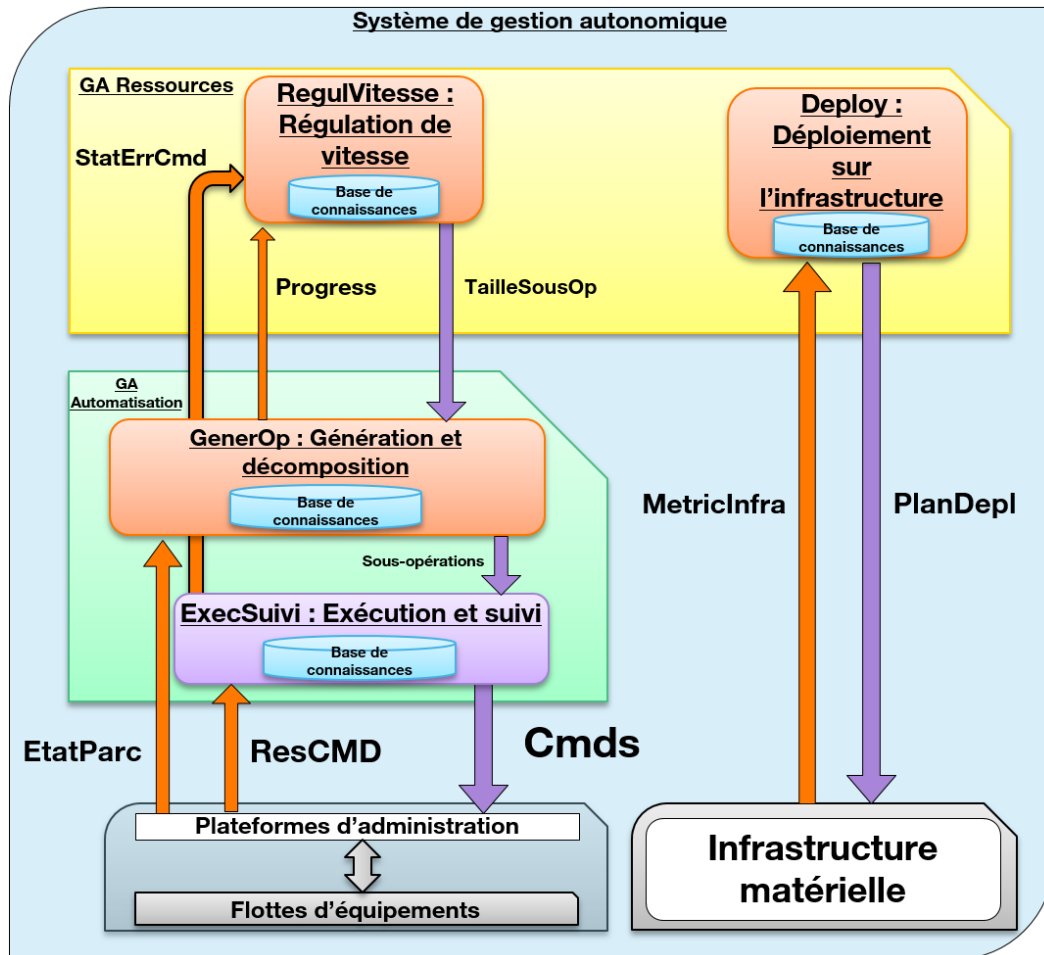 Système de gestion autonomique
GA Ressources
RegulVitesse :
Régulation de
vitesse
Base de
connaissances
Deploy :
Déploiement
sur
l’infrastructure
Base de
connaissances
StatErrCmd
Progress
TailleSousOp
GA
Automatisation
GenerOp : Génération et
décomposition
Base de
connaissances
MetricInfra
PlanDepl
Sous-opérations
ExecSuivi : Exécution et suivi
Base de
connaissances
EtatParc
ResCMD
Cmds
Plateformes d’administration
Flottes d’équipements
Infrastructure
matérielle